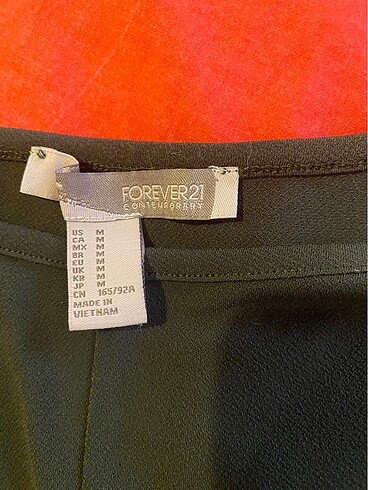 FOREVER 21
CONTEMPORARY
US M
CA M
MX M
BR M
EU M
UK M
KR M
JP M
CN 165/92A
MADE IN
VIETNAM